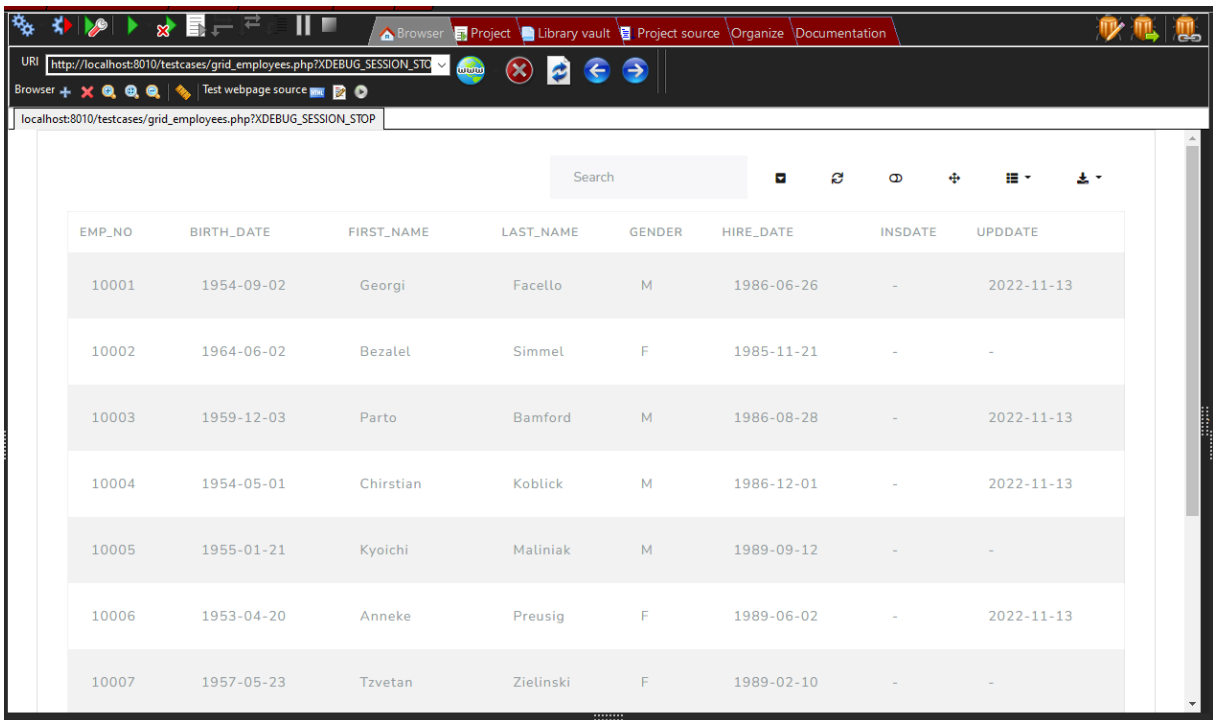 Browser Project Library vault Project source Organize Documentation
URI http://localhost:8010/testcases/grid_employees.php?XDEBUG_SESSION_STO www
Browser Test webpage source
localhost:8010/testcases/grid_employees.php?XDEBUG_SESSION_STOP
Search
EMP_NO BIRTH_DATE FIRST_NAME LAST_NAME GENDER HIRE_DATE INSDATE UPDDATE
10001 1954-09-02 Georgi Facello M 1986-06-26 - 2022-11-13
10002 1964-06-02 Bezalel Simmel F 1985-11-21 - -
10003 1959-12-03 Parto Bamford M 1986-08-28 - 2022-11-13
10004 1954-05-01 Chirstian Koblick M 1986-12-01 - 2022-11-13
10005 1955-01-21 Kyoichi Maliniak M 1989-09-12 - -
10006 1953-04-20 Anneke Preusig F 1989-06-02 - 2022-11-13
10007 1957-05-23 Tzvetan Zielinski F 1989-02-10 - -